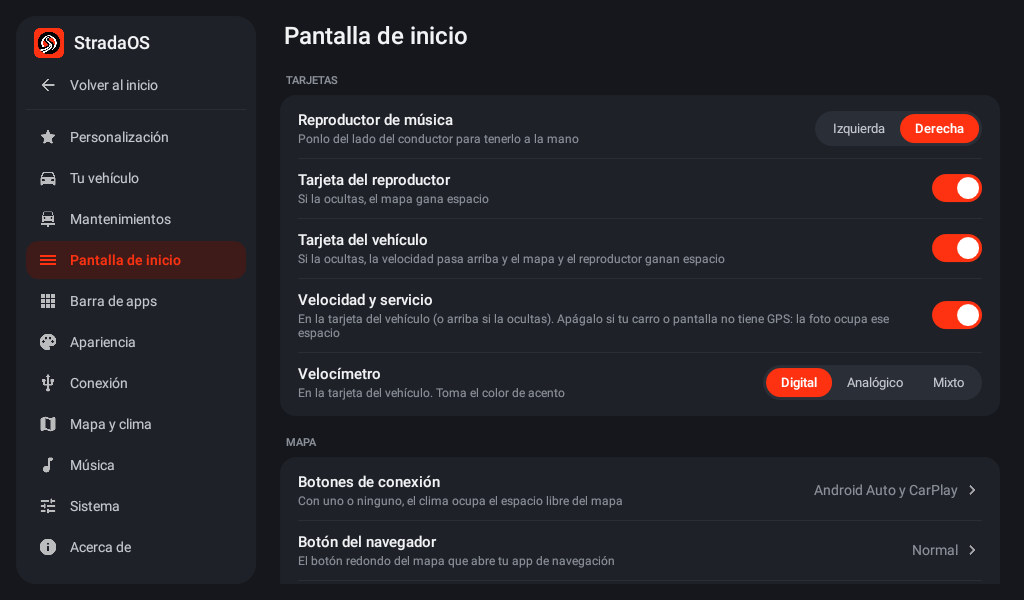 StradaOS
Volver al inicio
Personalización
Tu vehículo
Mantenimientos
Pantalla de inicio
Barra de apps
Apariencia
Conexión
Mapa y clima
Música
Sistema
Acerca de
Pantalla de inicio
TARJETAS
Reproductor de música
Ponlo del lado del conductor para tenerlo a la mano
Izquierda
Derecha
Tarjeta del reproductor
Si la ocultas, el mapa gana espacio
Tarjeta del vehículo
Si la ocultas, la velocidad pasa arriba y el mapa y el reproductor ganan espacio
Velocidad y servicio
En la tarjeta del vehículo (o arriba si la ocultas). Apágalo si tu carro o pantalla no tiene GPS: la foto ocupa ese
espacio
Velocímetro
En la tarjeta del vehículo. Toma el color de acento
Digital
Analógico
Mixto
MAPA
Botones de conexión
Con uno o ninguno, el clima ocupa el espacio libre del mapa
Android Auto y CarPlay
Botón del navegador
El botón redondo del mapa que abre tu app de navegación
Normal